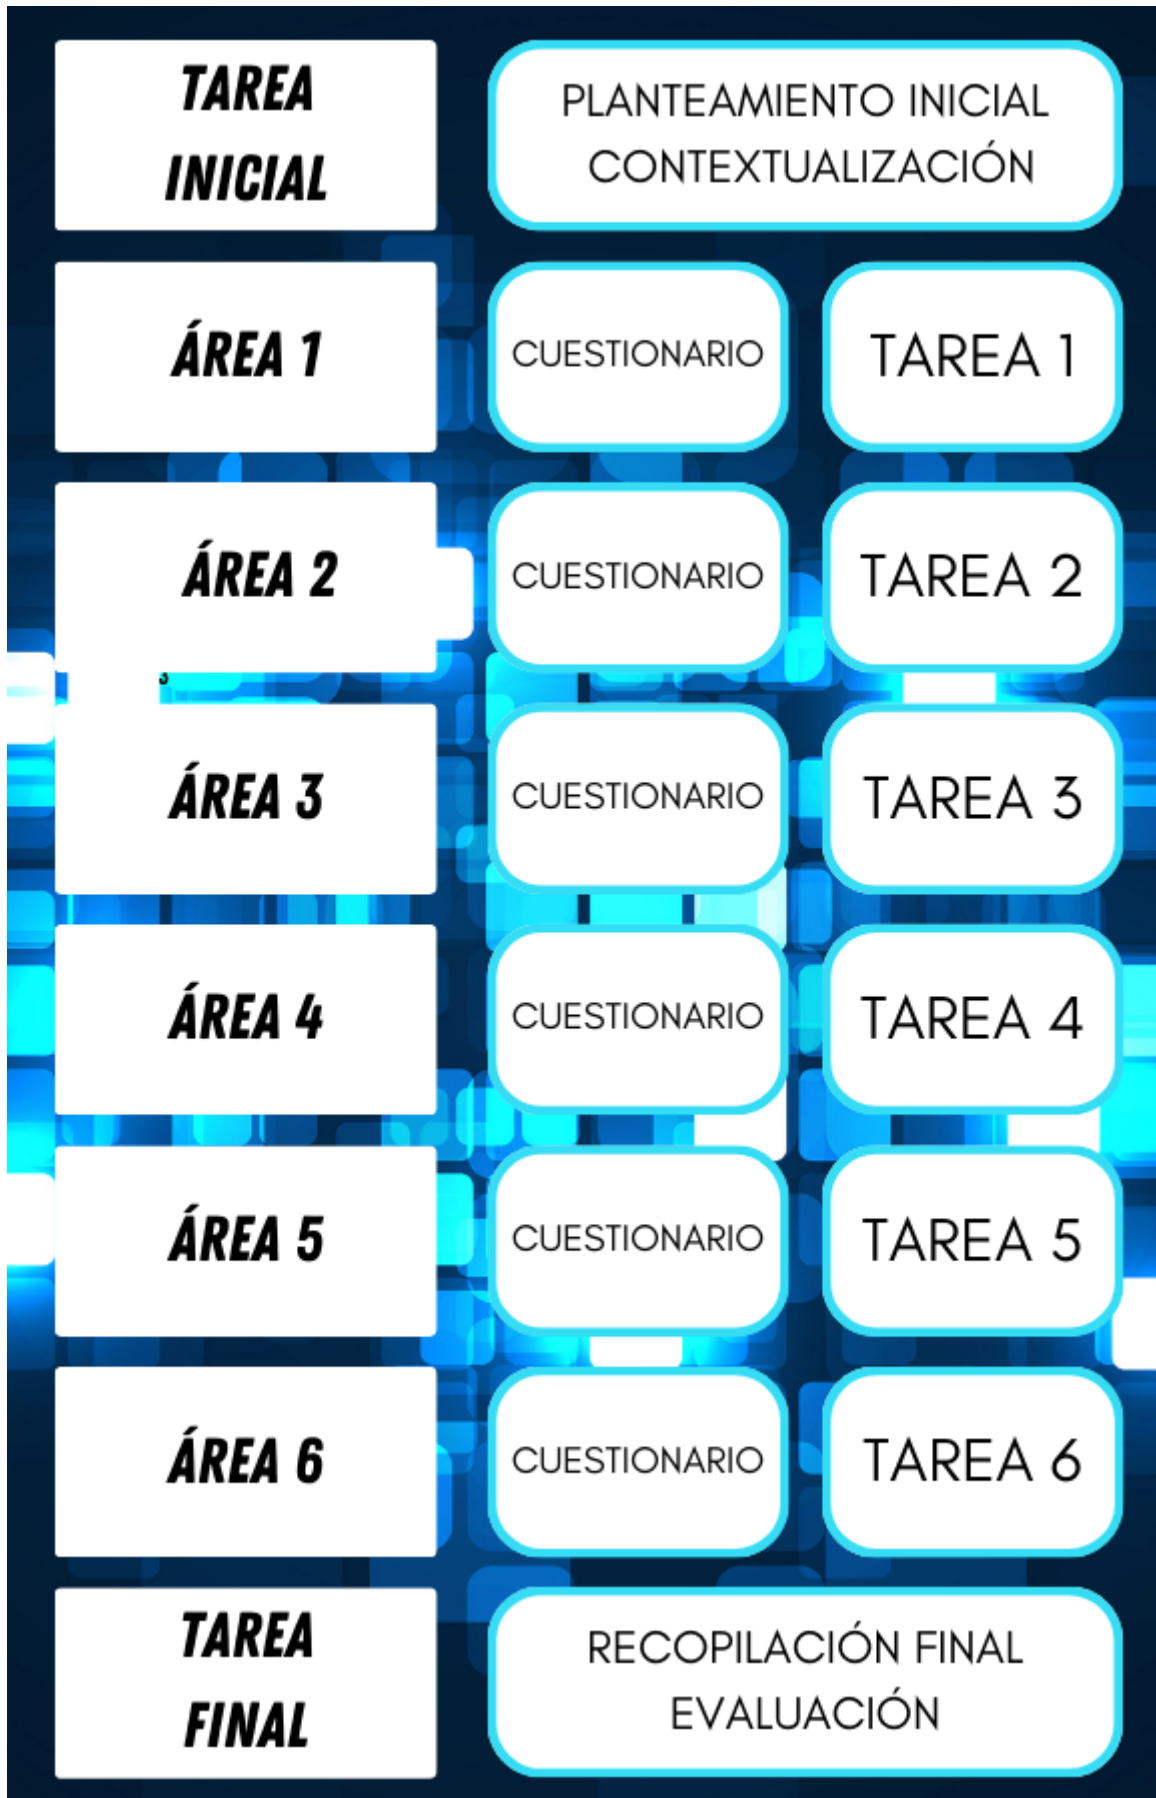 TAREA
INICIAL
PLANTEAMIENTO INICIAL
CONTEXTUALIZACIÓN
ÁREA 1
CUESTIONARIO
TAREA 1
ÁREA 2
CUESTIONARIO
TAREA 2
3
ÁREA 3
CUESTIONARIO
TAREA 3
ÁREA 4
CUESTIONARIO
TAREA 4
ÁREA 5
CUESTIONARIO
TAREA 5
ÁREA 6
CUESTIONARIO
TAREA 6
TAREA
FINAL
RECOPILACIÓN FINAL
EVALUACIÓN